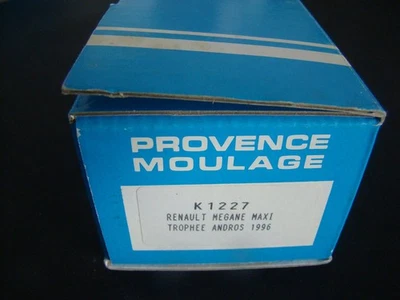 PROVENCE
MOULAGE
K1227
RENAULT MEGANE MAXI
TROPHEE ANDROS 1996